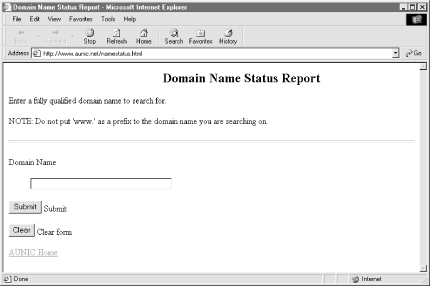 Domain Name Status Report - Microsoft Internet Explorer
File Edit View Favorites Tools Help
Back Forward Stop Refresh Home Search Favorites History
Address http://www.aunic.net/namestatus.html Go
Domain Name Status Report
Enter a fully qualified domain name to search for.
NOTE: Do not put 'www.' as a prefix to the domain name you are searching on.
Domain Name
Submit Submit
Clear Clear form
AUNIC Home
Done Internet